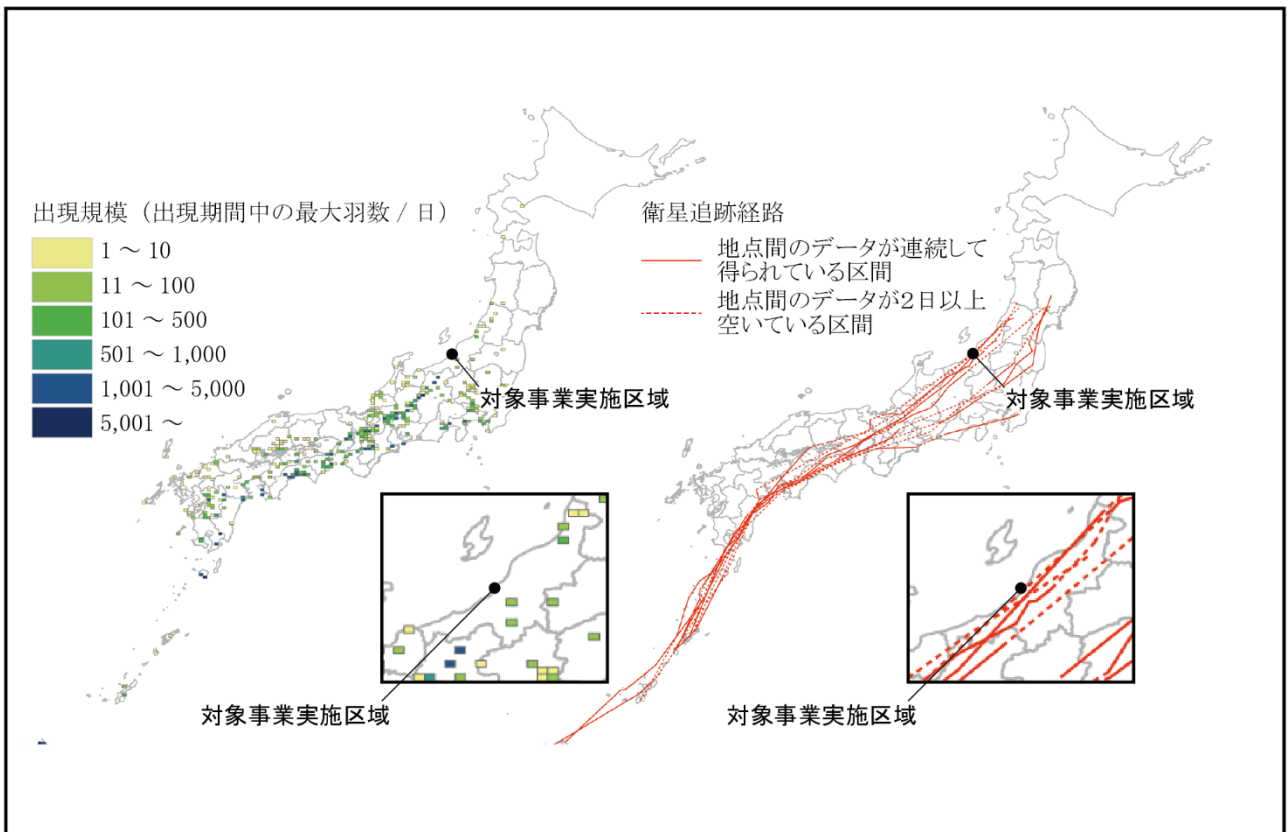 出現規模（出現期間中の最大羽数 / 日）
1 ～ 10
11 ～ 100
101 ～ 500
501 ～ 1,000
1,001 ～ 5,000
5,001 ～
対象事業実施区域
対象事業実施区域
衛星追跡経路
地点間のデータが連続して
得られている区間
地点間のデータが2日以上
空いている区間
対象事業実施区域
対象事業実施区域